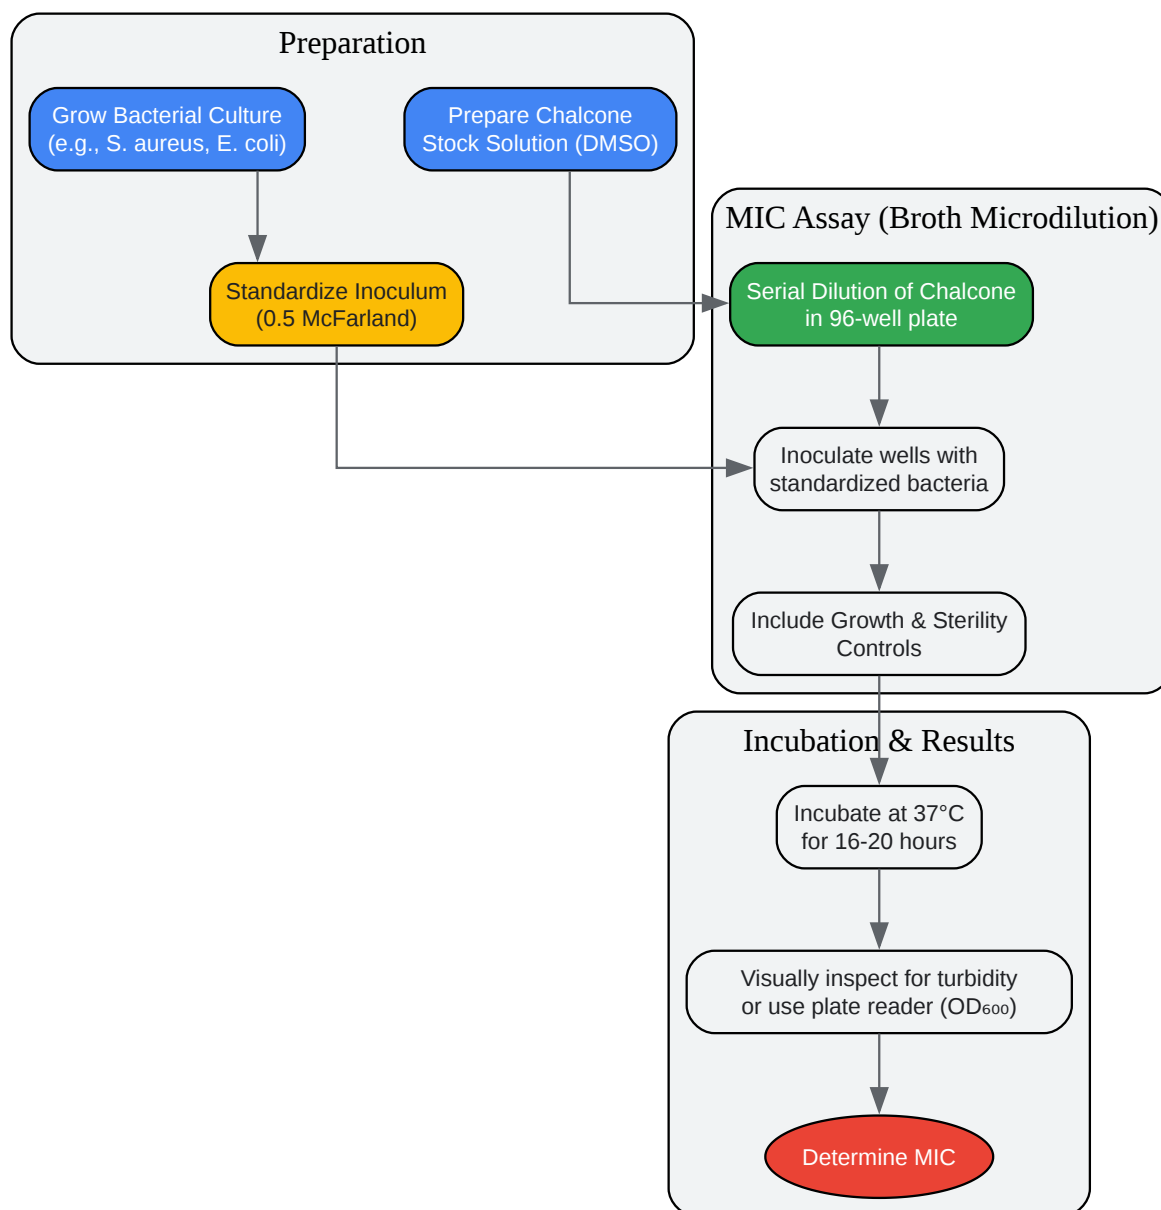 Preparation
Grow Bacterial Culture
(e.g., S. aureus, E. coli)
Prepare Chalcone
Stock Solution (DMSO)
Standardize Inoculum
(0.5 McFarland)
MIC Assay (Broth Microdilution)
Serial Dilution of Chalcone
in 96-well plate
Inoculate wells with
standardized bacteria
Include Growth & Sterility
Controls
Incubation & Results
Incubate at 37°C
for 16-20 hours
Visually inspect for turbidity
or use plate reader (OD₆₀₀)
Determine MIC